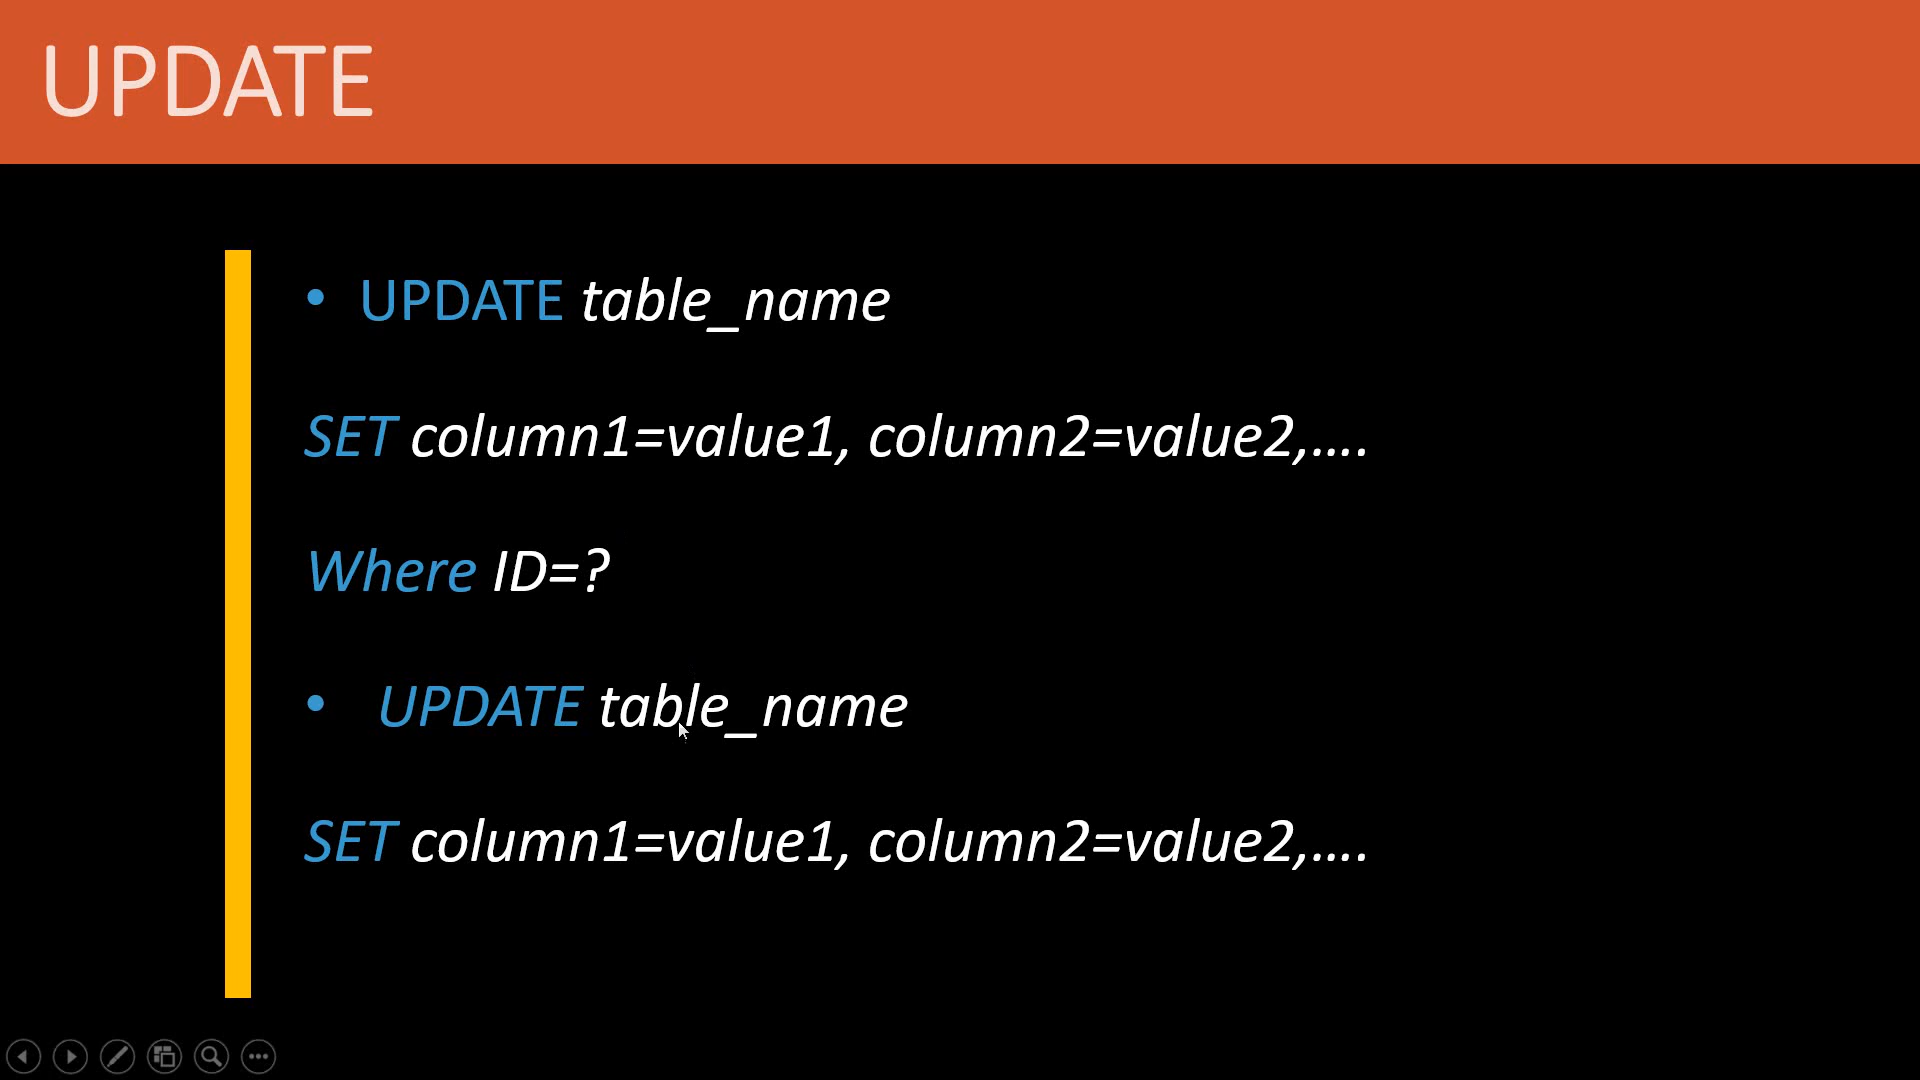 UPDATE
• UPDATE table_name
SET column1=value1, column2=value2,....
Where ID=?
• UPDATE table_name
SET column1=value1, column2=value2,....